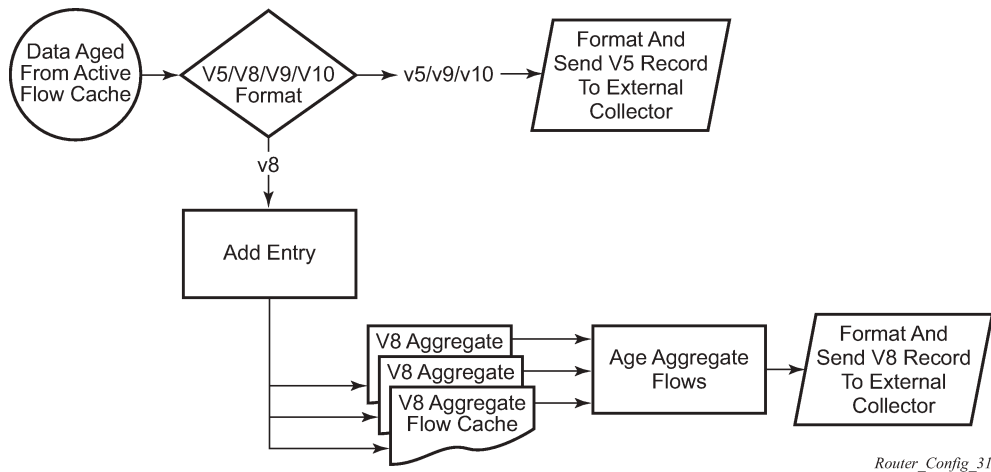 Data Aged
From Active
Flow Cache
V5/V8/V9/V10
Format
v5/v9/v10
Format And
Send V5 Record
To External
Collector
v8
Add Entry
V8 Aggregate
V8 Aggregate
V8 Aggregate
Flow Cache
Age Aggregate
Flows
Format And
Send V8 Record
To External
Collector
Router_Config_31